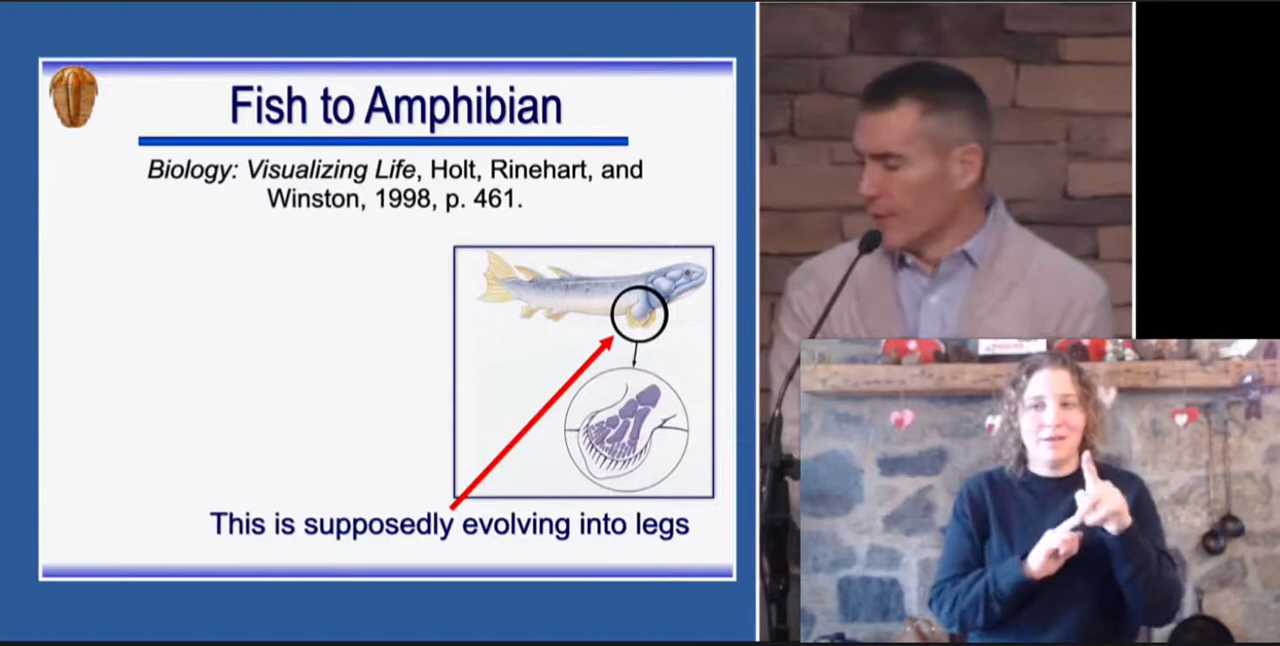 Fish to Amphibian
Biology: Visualizing Life, Holt, Rinehart, and
Winston, 1998, p. 461.
This is supposedly evolving into legs